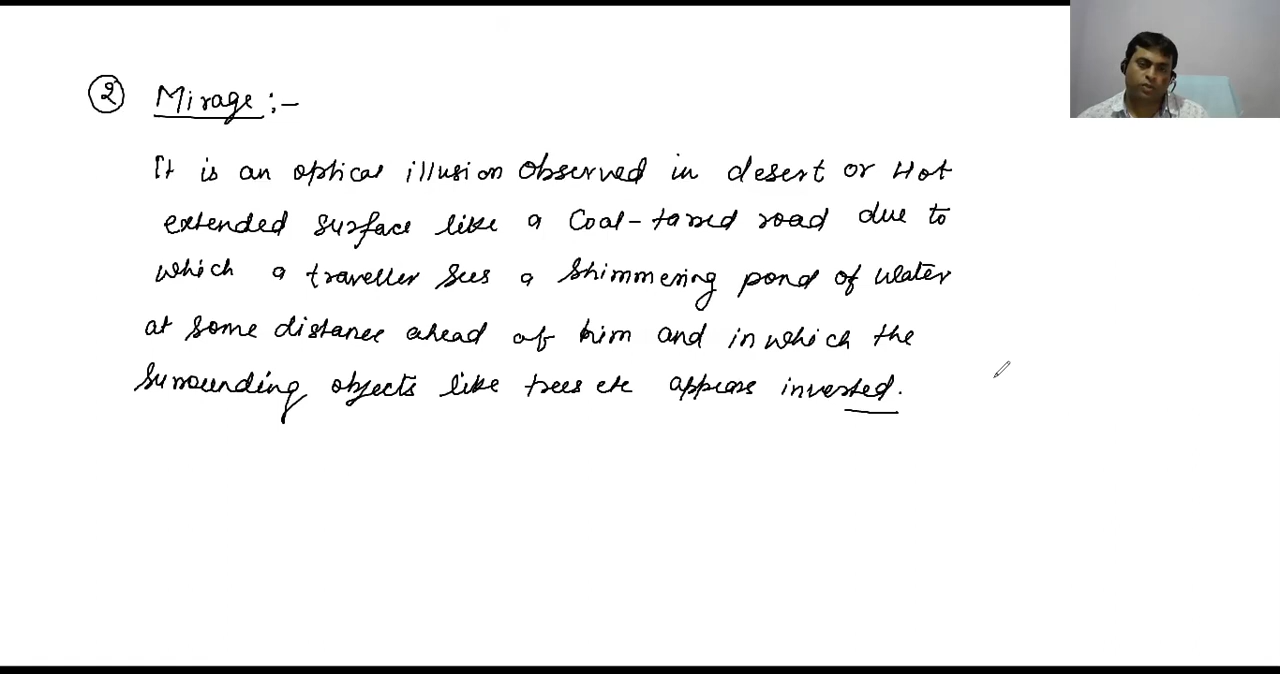 ② Mirage :-
It is an optical illusion observed in desert or Hot
extended surface like a Coal-tarred road due to
which a traveller sees a shimmering pond of water
at some distance ahead of him and in which the
surrounding objects like trees etc appears inverted.